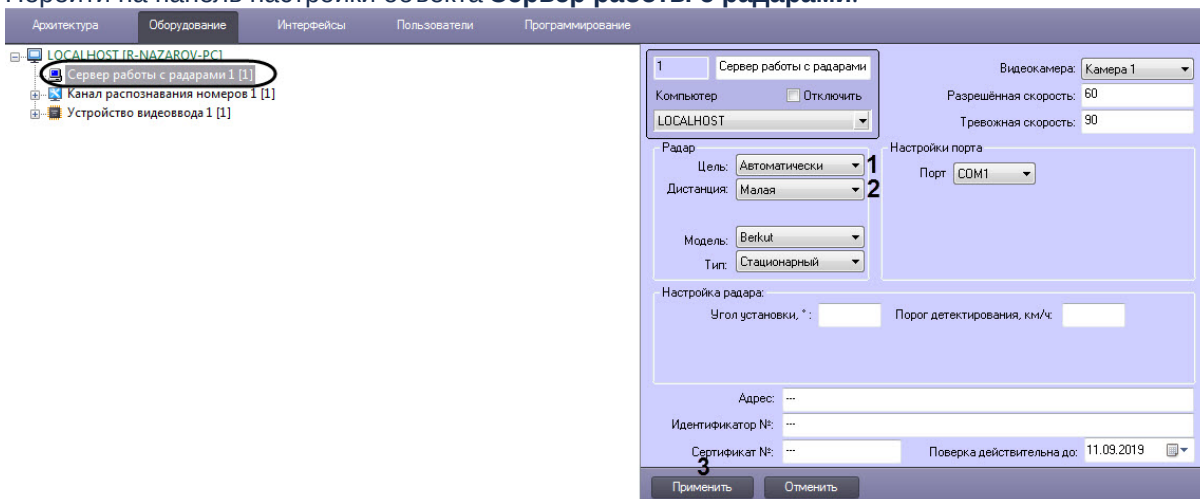 Перейти на панель настройки объекта Сервер работы с радарами.
Архитектура Оборудование Интерфейсы Пользователи Программирование
LOCALHOST [R-NAZAROV-PC]
Сервер работы с радарами 1 [1]
Канал распознавания номеров 1 [1]
Устройство видеоввода 1 [1]
1 Сервер работы с радарами
Компьютер Отключить
LOCALHOST
Видеокамера: Камера 1
Разрешённая скорость: 60
Тревожная скорость: 90
Радар
Цель: Автоматически 1
Дистанция: Малая 2
Модель: Berkut
Тип: Стационарный
Настройки порта
Порт COM1
Настройка радара:
Угол установки, °: Порог детектирования, км/ч:
Адрес: ---
Идентификатор №: ---
Сертификат №: --- Поверка действительна до: 11.09.2019
3
Применить Отменить